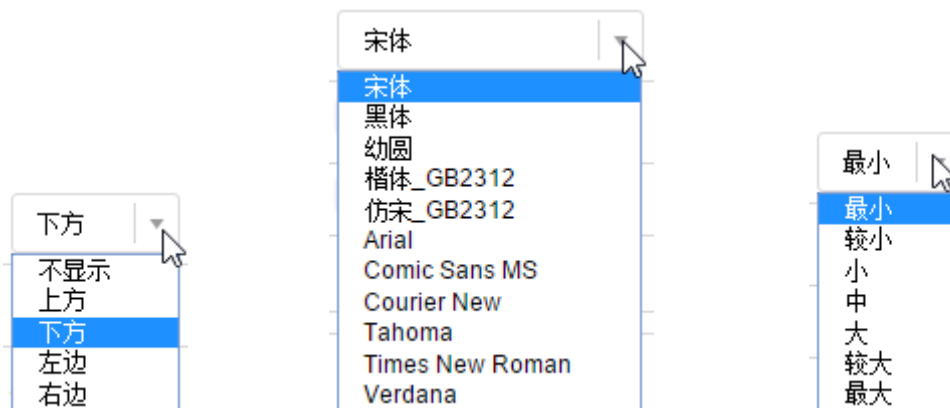 下方
不显示
上方
下方
左边
右边
宋体
宋体
黑体
幼圆
楷体_GB2312
仿宋_GB2312
Arial
Comic Sans MS
Courier New
Tahoma
Times New Roman
Verdana
最小
最小
较小
小
中
大
较大
最大